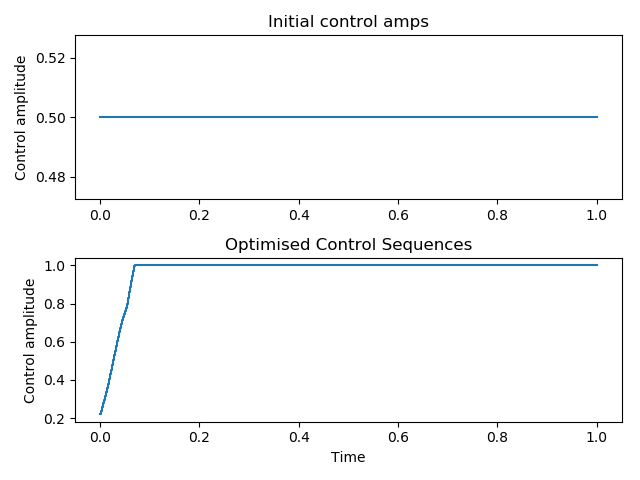 Initial control amps
Control amplitude
0.52
0.50
0.48
0.0 0.2 0.4 0.6 0.8 1.0
Optimised Control Sequences
Control amplitude
1.0
0.8
0.6
0.4
0.2
0.0 0.2 0.4 0.6 0.8 1.0
Time